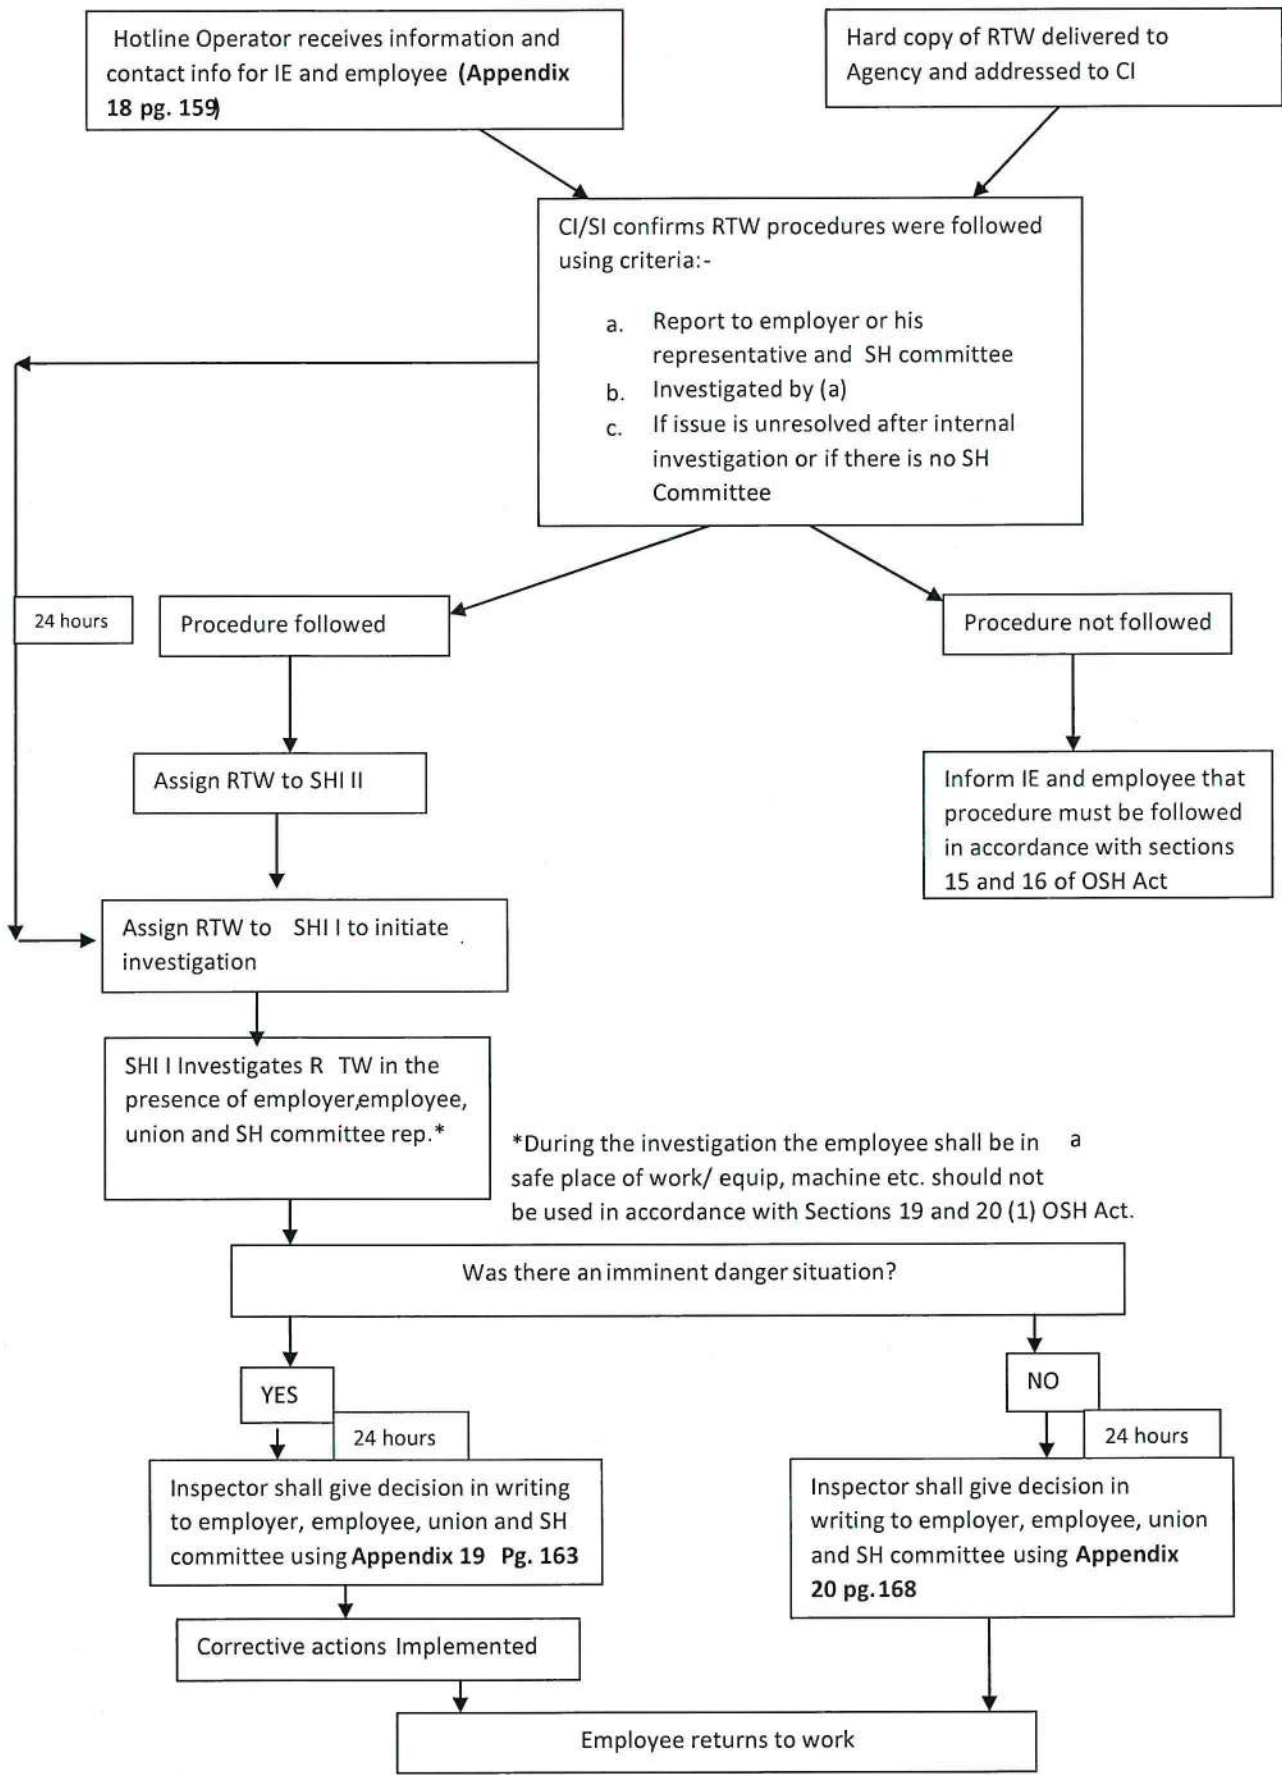 Hotline Operator receives information and
contact info for IE and employee (Appendix
18 pg. 159)
Hard copy of RTW delivered to
Agency and addressed to CI
CI/SI confirms RTW procedures were followed
using criteria:-
a. Report to employer or his
representative and SH committee
b. Investigated by (a)
c. If issue is unresolved after internal
investigation or if there is no SH
Committee
24 hours
Procedure followed
Procedure not followed
Assign RTW to SHI II
Inform IE and employee that
procedure must be followed
in accordance with sections
15 and 16 of OSH Act
Assign RTW to SHI I to initiate
investigation
SHI I Investigates R TW in the
presence of employer,employee,
union and SH committee rep.*
*During the investigation the employee shall be in a
safe place of work/ equip, machine etc. should not
be used in accordance with Sections 19 and 20 (1) OSH Act.
Was there an imminent danger situation?
YES
NO
24 hours
24 hours
Inspector shall give decision in writing
to employer, employee, union and SH
committee using Appendix 19 Pg. 163
Inspector shall give decision in
writing to employer, employee, union
and SH committee using Appendix
20 pg.168
Corrective actions Implemented
Employee returns to work